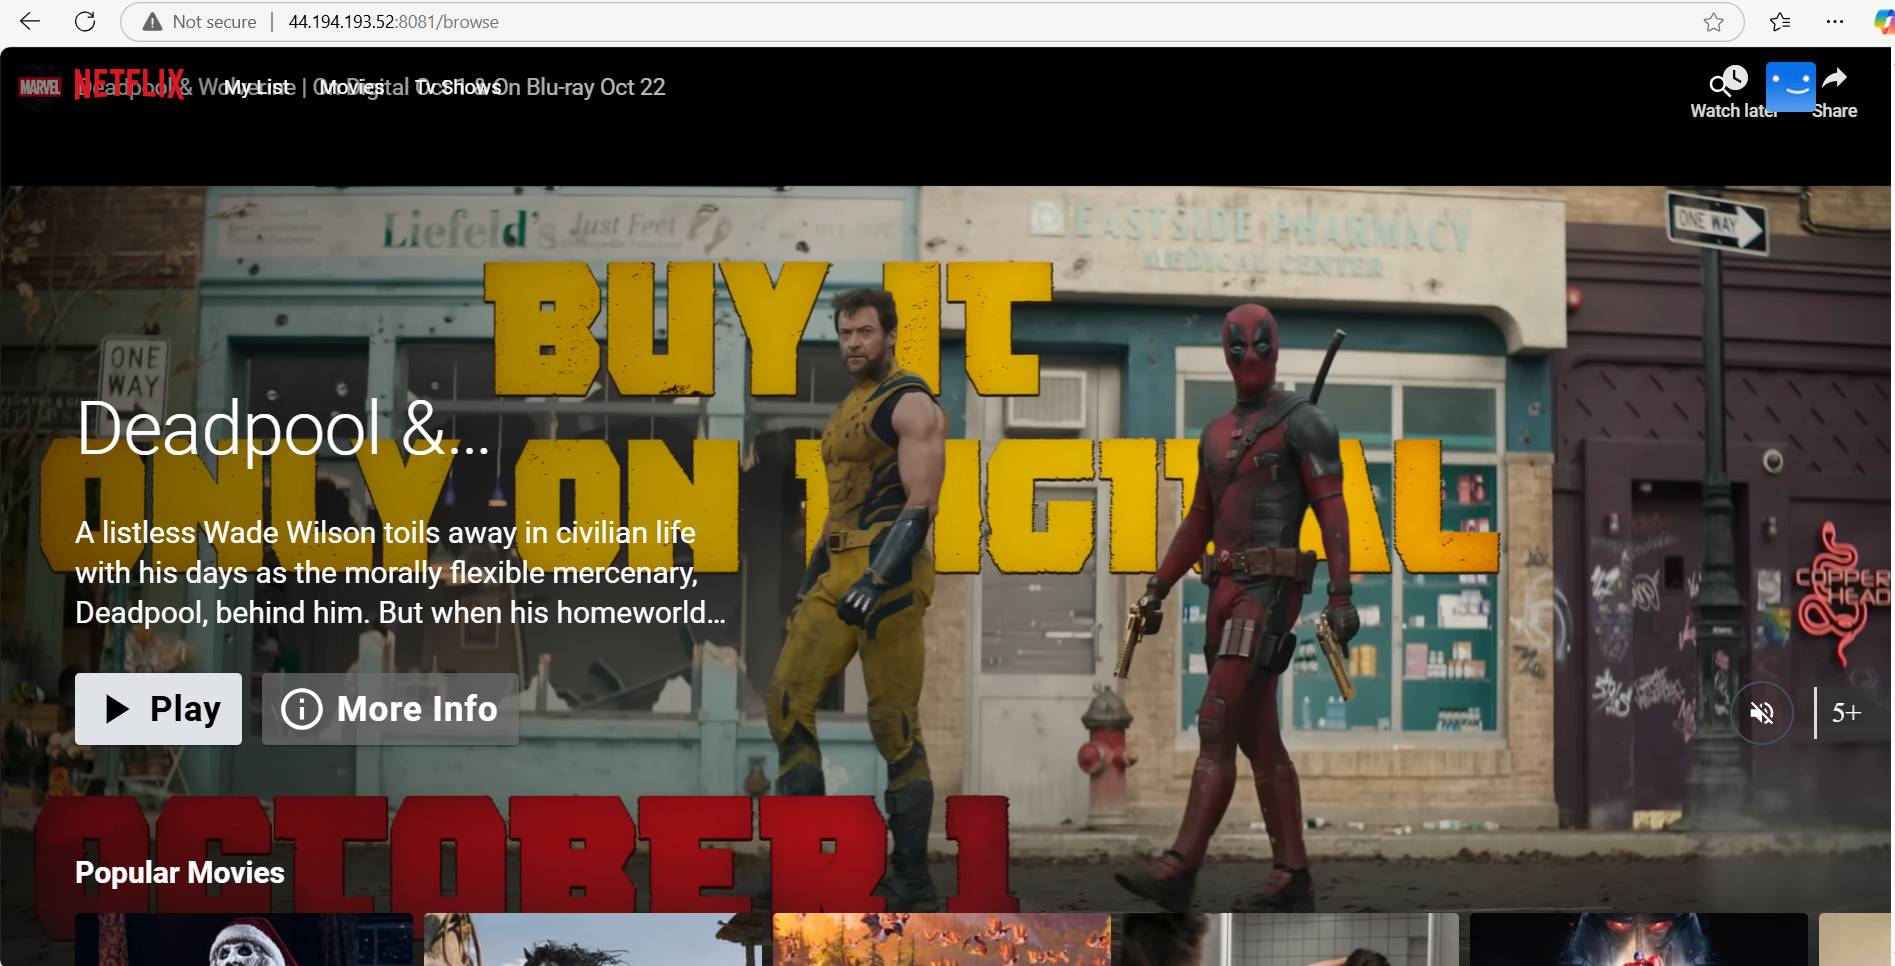 Not secure | 44.194.193.52:8081/browse
MARVEL
NETFLIX
Deadpool & Wolverine | On Digital Oct 1 & On Blu-ray Oct 22
My List Movies Tv Shows
Watch later Share
Liefeld's Just Feet
EASTSIDE PHARMACY
MEDICAL CENTER
ONE WAY
BUY IT
ONE
WAY
Deadpool &...
ONLY ON DIGITAL
A listless Wade Wilson toils away in civilian life
with his days as the morally flexible mercenary,
Deadpool, behind him. But when his homeworld...
COPPER
HEAD
Play More Info
5+
OCTOBER 1
Popular Movies